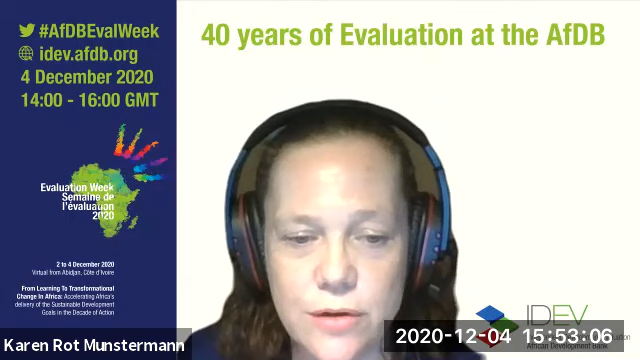 #AfDBEvalWeek
idev.afdb.org
4 December 2020
14:00 - 16:00 GMT
Evaluation Week
Semaine de
l'évaluation
2020
2 to 4 December 2020
Virtual from Abidjan, Côte d'Ivoire
From Learning To Transformational
Change In Africa: Accelerating Africa's
delivery of the Sustainable Development
Goals in the Decade of Action
40 years of Evaluation at the AfDB
IDEV
African Development Bank
2020-12-04 15:53:06
Karen Rot Munstermann